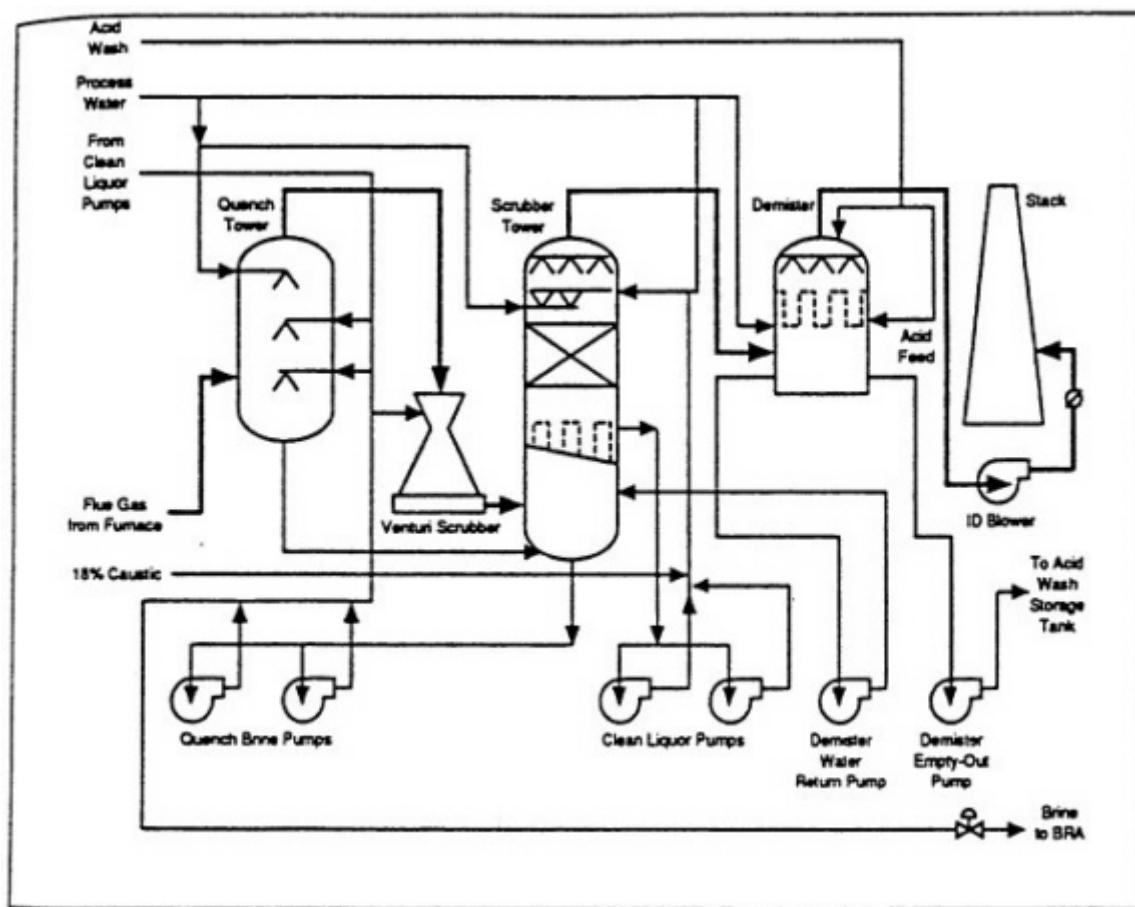 Acid
Wash
Process
Water
From
Clean
Liquor
Pumps
Quench
Tower
Scrubber
Tower
Demister
Stack
Acid
Feed
Flue Gas
from Furnace
Venturi Scrubber
ID Blower
18% Caustic
To Acid
Wash
Storage
Tank
Quench Brine Pumps
Clean Liquor Pumps
Demister
Water
Return Pump
Demister
Empty-Out
Pump
Brine
to BRA